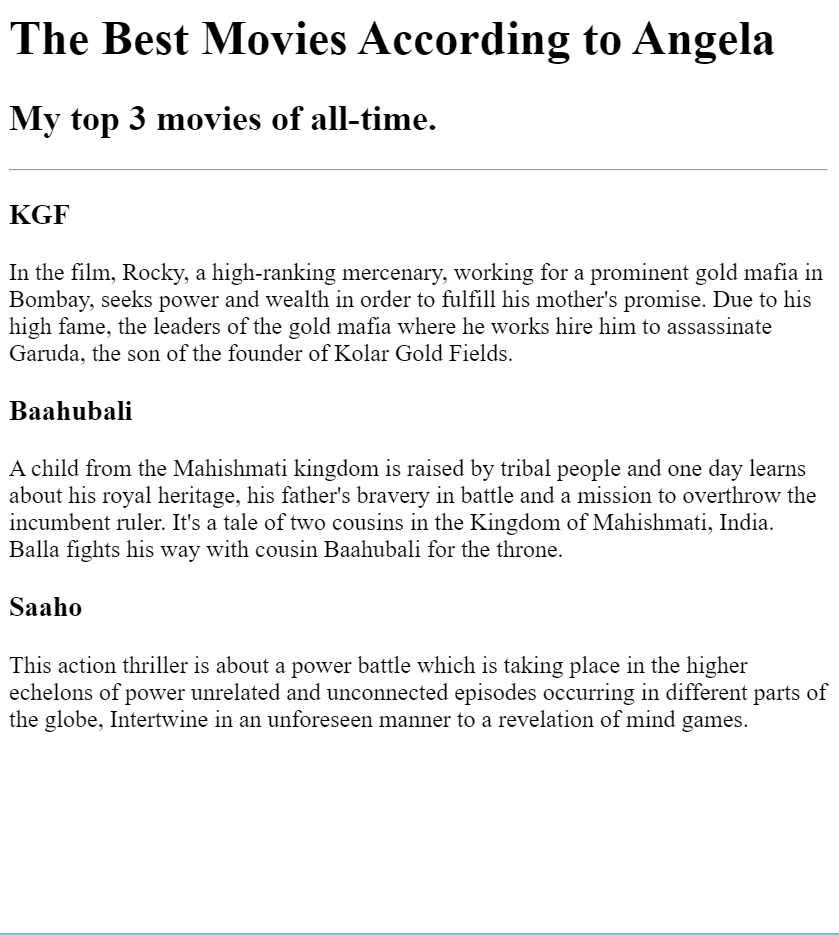 The Best Movies According to Angela
My top 3 movies of all-time.
KGF
In the film, Rocky, a high-ranking mercenary, working for a prominent gold mafia in
Bombay, seeks power and wealth in order to fulfill his mother's promise. Due to his
high fame, the leaders of the gold mafia where he works hire him to assassinate
Garuda, the son of the founder of Kolar Gold Fields.
Baahubali
A child from the Mahishmati kingdom is raised by tribal people and one day learns
about his royal heritage, his father's bravery in battle and a mission to overthrow the
incumbent ruler. It's a tale of two cousins in the Kingdom of Mahishmati, India.
Balla fights his way with cousin Baahubali for the throne.
Saaho
This action thriller is about a power battle which is taking place in the higher
echelons of power unrelated and unconnected episodes occurring in different parts of
the globe, Intertwine in an unforeseen manner to a revelation of mind games.